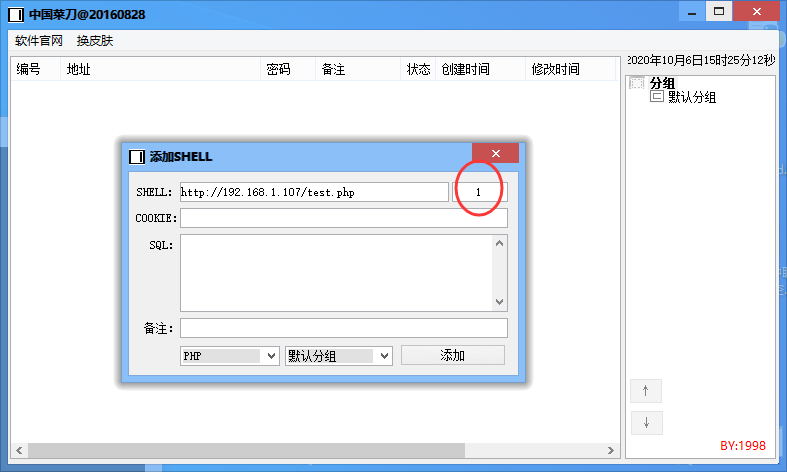 中国菜刀@20160828
软件官网 换皮肤
2020年10月6日15时25分12秒
编号 地址 密码 备注 状态 创建时间 修改时间
分组
默认分组
添加SHELL
SHELL: http://192.168.1.107/test.php 1
COOKIE:
SQL:
备注:
PHP 默认分组 添加
BY:1998